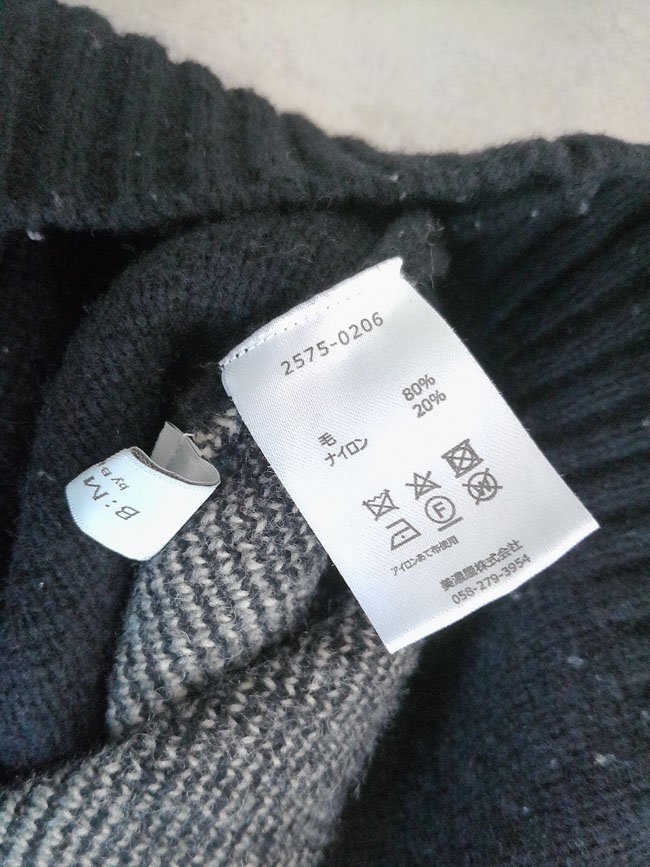 2575-0206
毛 80%
ナイロン 20%
アイロンあて布使用
美濃屋株式会社
058-279-3954
B:M
by B